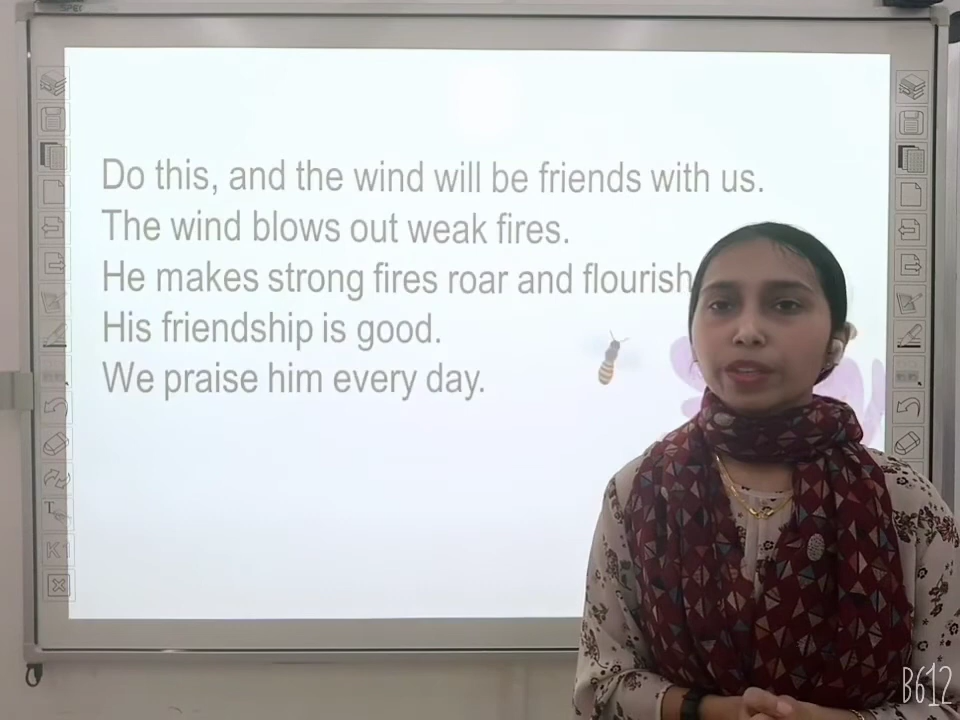 Do this, and the wind will be friends with us.
The wind blows out weak fires.
He makes strong fires roar and flourish
His friendship is good.
We praise him every day.
T
K1
B612